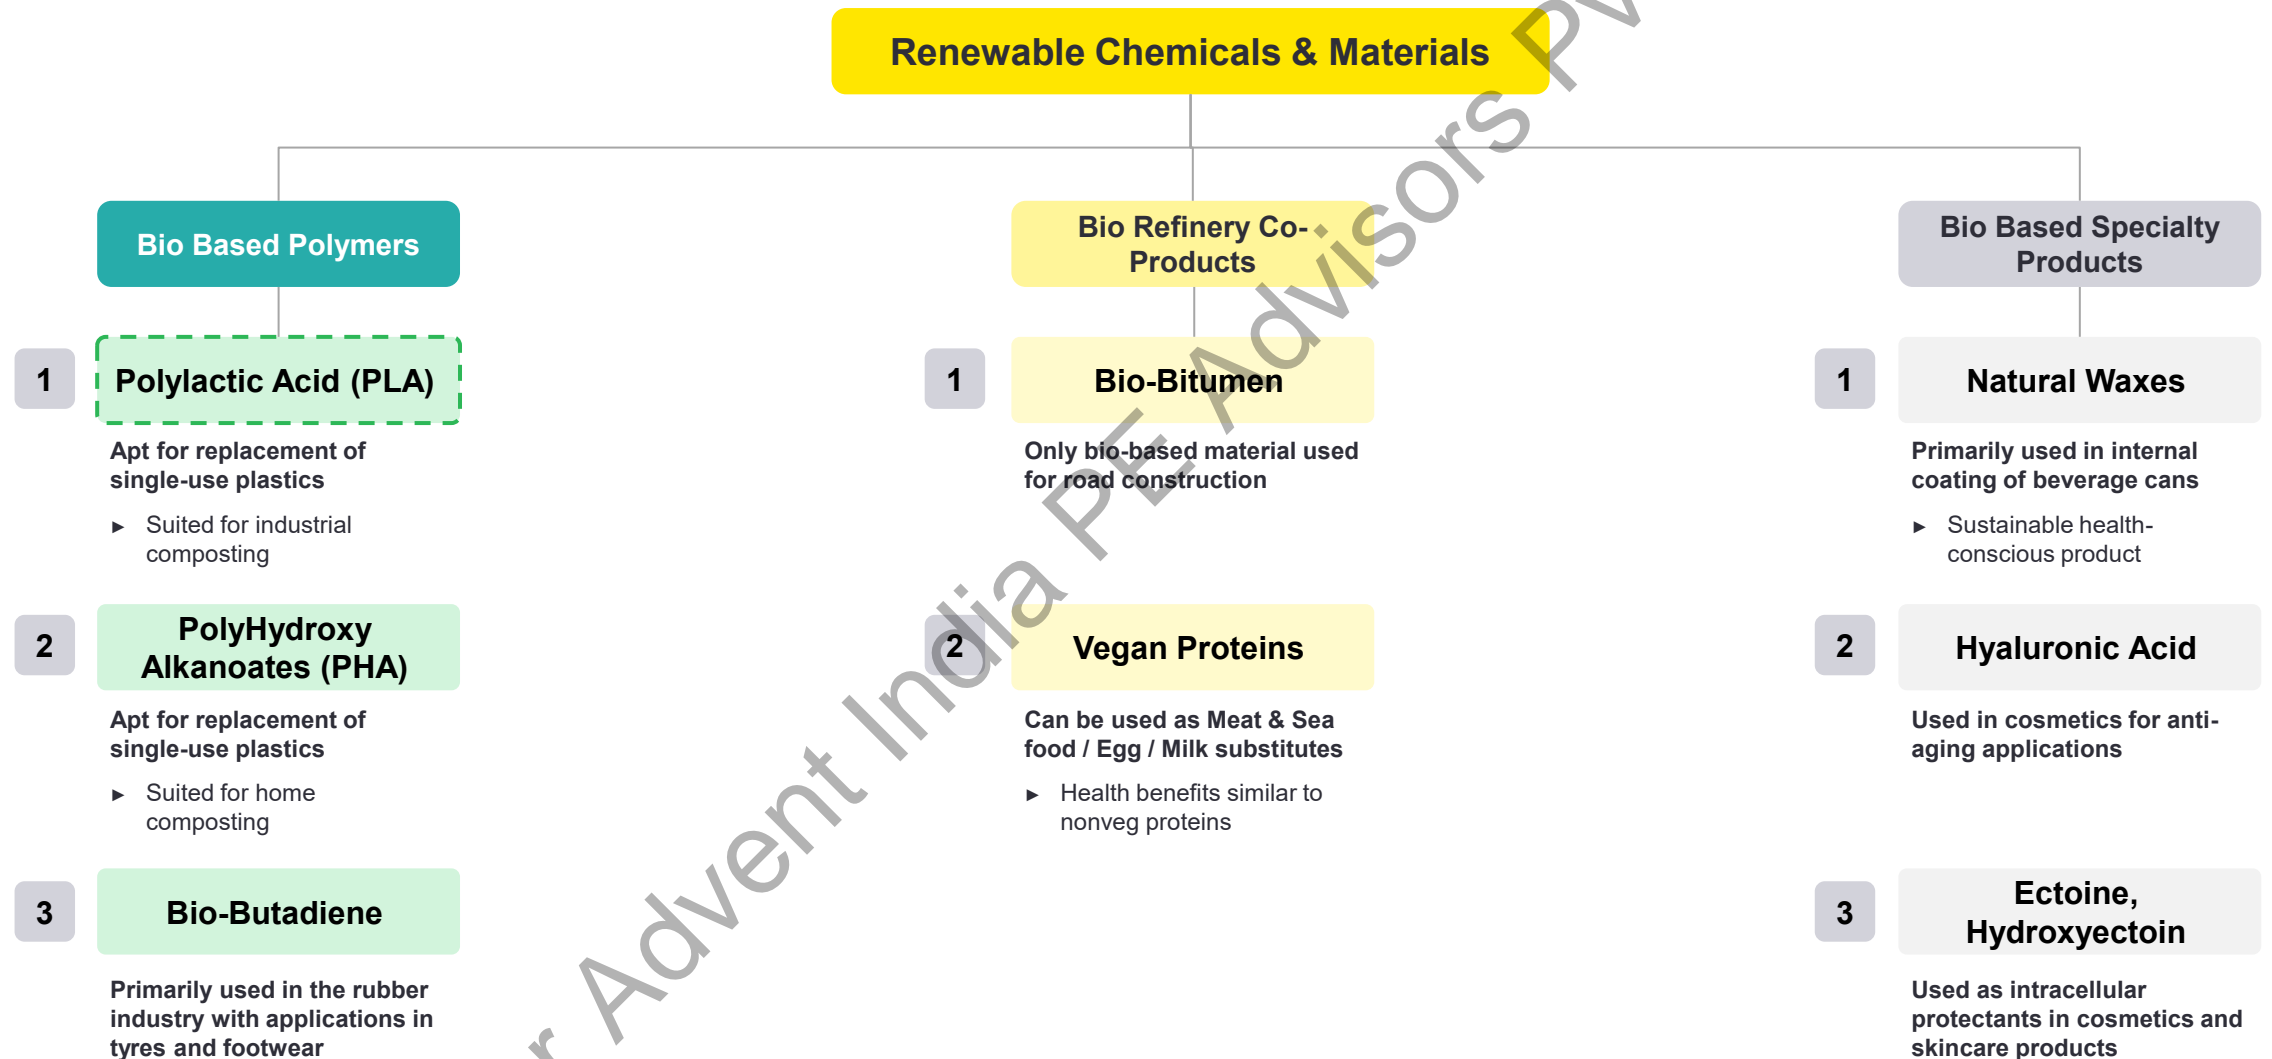 Renewable Chemicals & Materials
Bio Based Polymers
1
Polylactic Acid (PLA)
Apt for replacement of
single-use plastics
► Suited for industrial
composting
2
PolyHydroxy
Alkanoates (PHA)
Apt for replacement of
single-use plastics
► Suited for home
composting
3
Bio-Butadiene
Primarily used in the rubber
industry with applications in
tyres and footwear
Bio Refinery Co-
Products
1
Bio-Bitumen
Only bio-based material used
for road construction
2
Vegan Proteins
Can be used as Meat & Sea
food / Egg / Milk substitutes
► Health benefits similar to
nonveg proteins
Bio Based Specialty
Products
1
Natural Waxes
Primarily used in internal
coating of beverage cans
► Sustainable health-
conscious product
2
Hyaluronic Acid
Used in cosmetics for anti-
aging applications
3
Ectoine,
Hydroxyectoin
Used as intracellular
protectants in cosmetics and
skincare products
Advent India PE Advisors